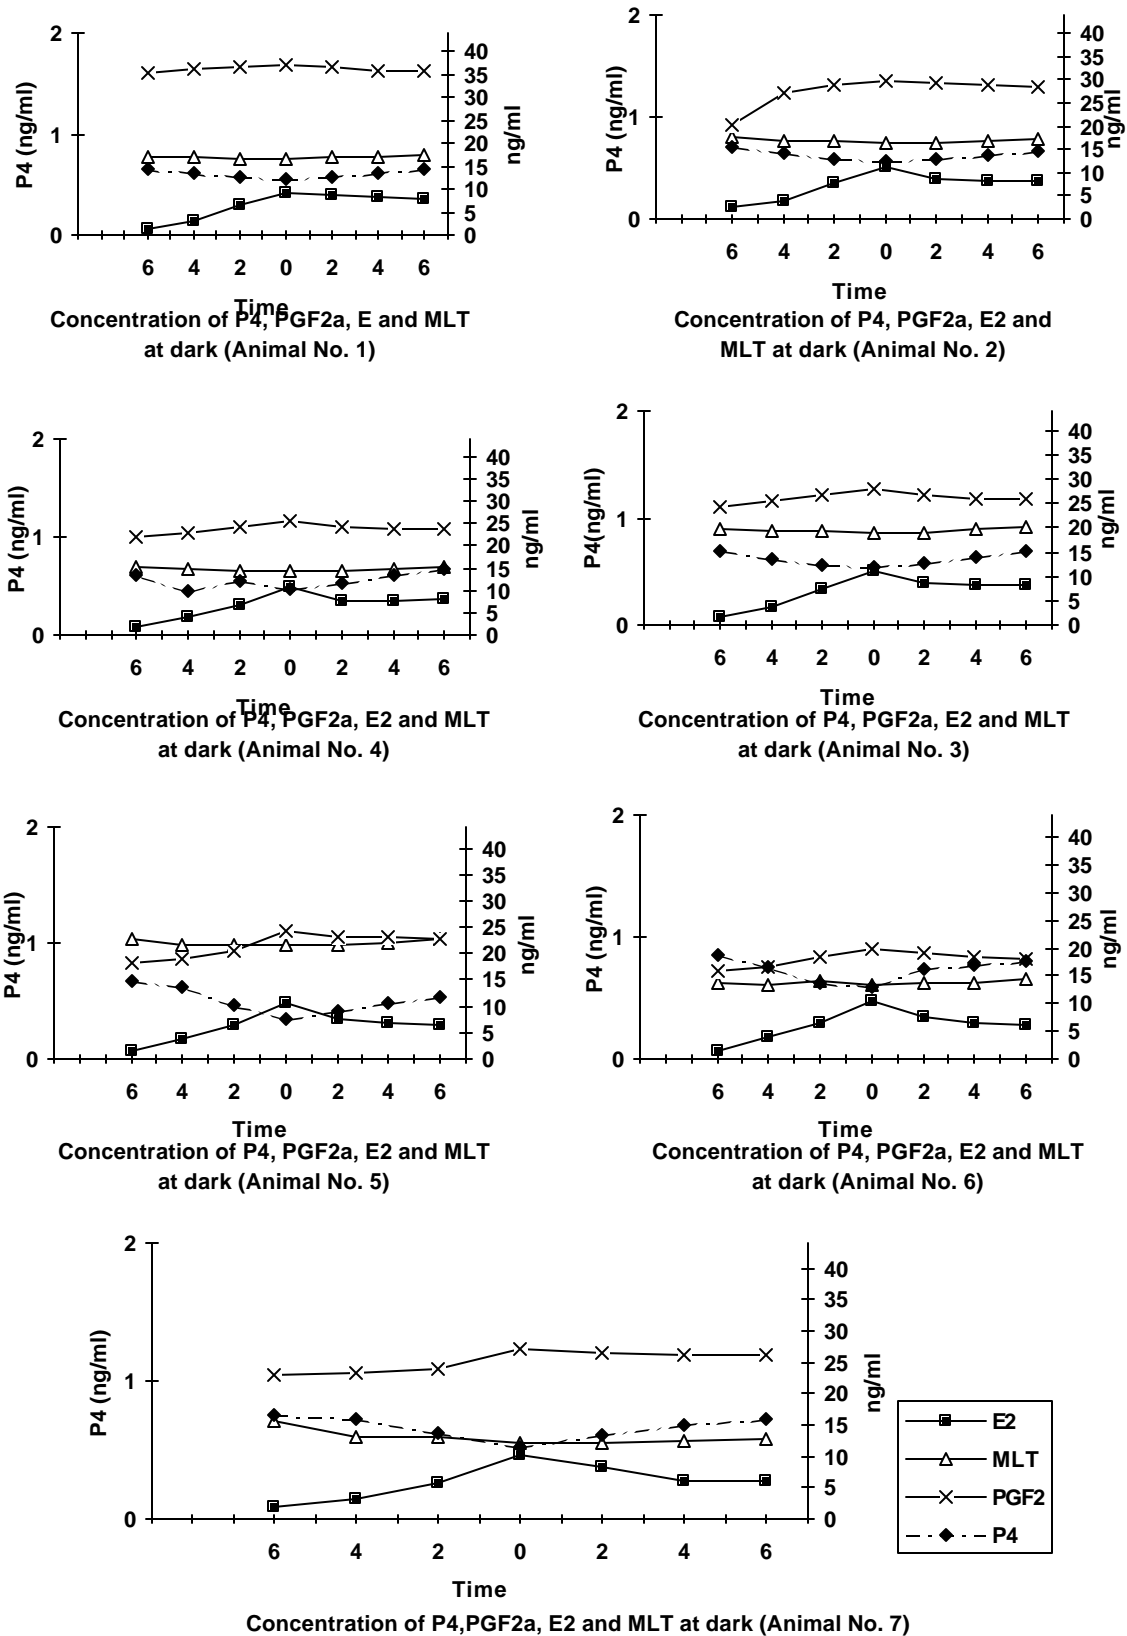 2
1
0
P4 (ng/ml)
40
35
30
25
20
15
10
5
0
ng/ml
6 4 2 0 2 4 6
Time
Concentration of P4, PGF2a, E and MLT
at dark (Animal No. 1)
2
1
0
P4 (ng/ml)
40
35
30
25
20
15
10
5
0
ng/ml
6 4 2 0 2 4 6
Time
Concentration of P4, PGF2a, E2 and
MLT at dark (Animal No. 2)
2
1
0
P4 (ng/ml)
40
35
30
25
20
15
10
5
0
ng/ml
6 4 2 0 2 4 6
Time
Concentration of P4, PGF2a, E2 and MLT
at dark (Animal No. 4)
2
1
0
P4(ng/ml)
40
35
30
25
20
15
10
5
0
ng/ml
6 4 2 0 2 4 6
Time
Concentration of P4, PGF2a, E2 and MLT
at dark (Animal No. 3)
2
1
0
P4 (ng/ml)
40
35
30
25
20
15
10
5
0
ng/ml
6 4 2 0 2 4 6
Time
Concentration of P4, PGF2a, E2 and MLT
at dark (Animal No. 5)
2
1
0
P4 (ng/ml)
40
35
30
25
20
15
10
5
0
ng/ml
6 4 2 0 2 4 6
Time
Concentration of P4, PGF2a, E2 and MLT
at dark (Animal No. 6)
2
1
0
P4 (ng/ml)
40
35
30
25
20
15
10
5
0
ng/ml
6 4 2 0 2 4 6
Time
E2
MLT
PGF2
P4
Concentration of P4,PGF2a, E2 and MLT at dark (Animal No. 7)